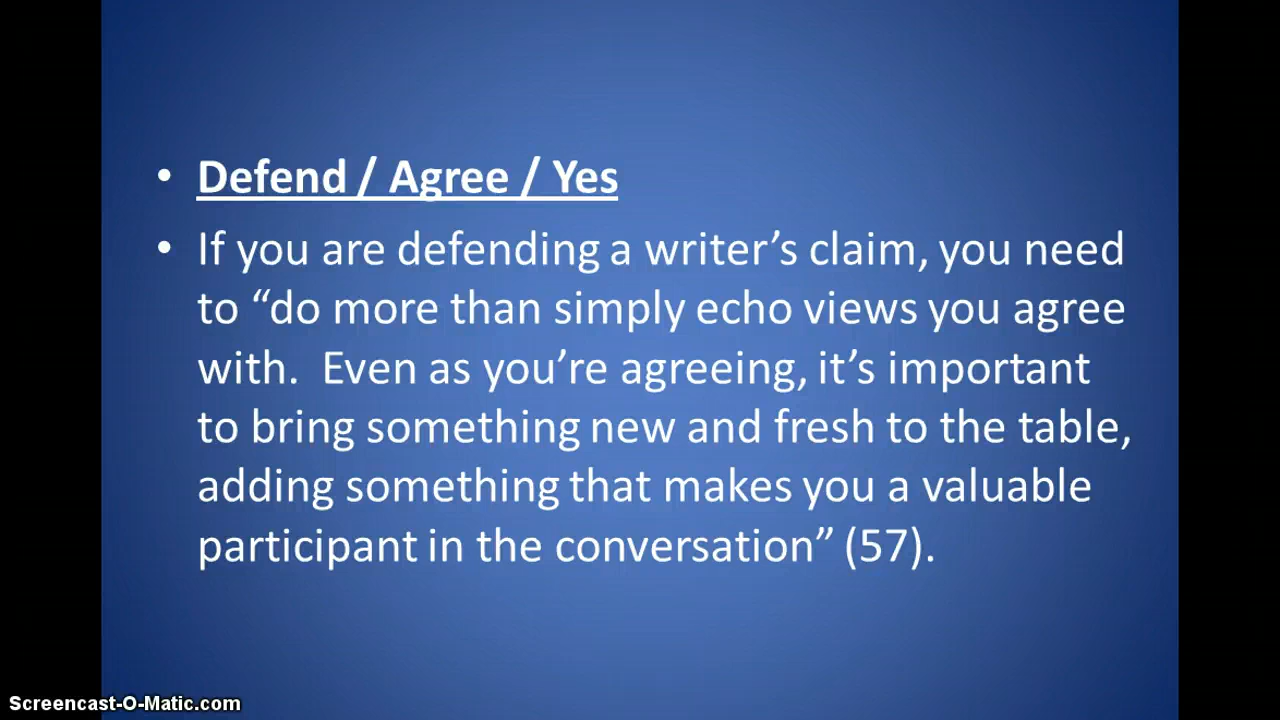 • Defend / Agree / Yes
• If you are defending a writer’s claim, you need
to “do more than simply echo views you agree
with.  Even as you’re agreeing, it’s important
to bring something new and fresh to the table,
adding something that makes you a valuable
participant in the conversation” (57).
Screencast-O-Matic.com